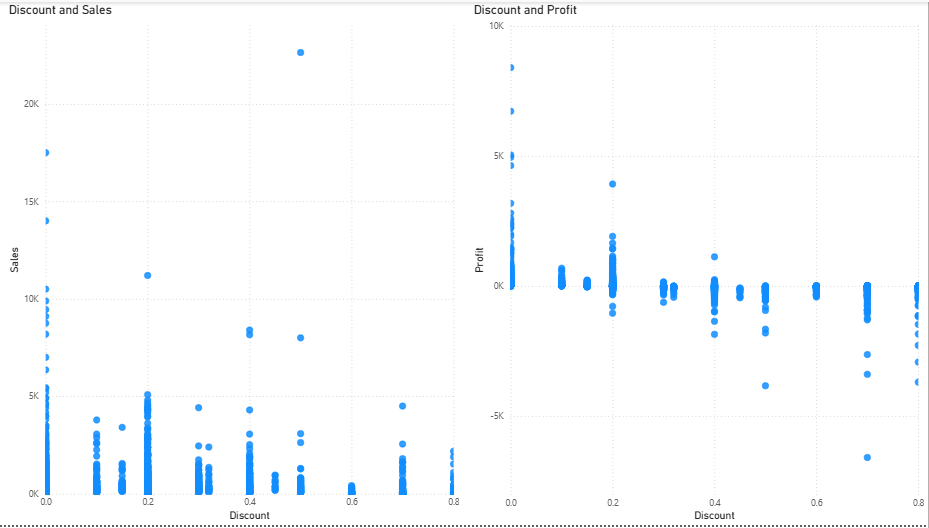 Discount and Sales
20K
15K
10K
5K
0K
Sales
0.0 0.2 0.4 0.6 0.8
Discount
Discount and Profit
10K
5K
0K
-5K
Profit
0.0 0.2 0.4 0.6 0.8
Discount